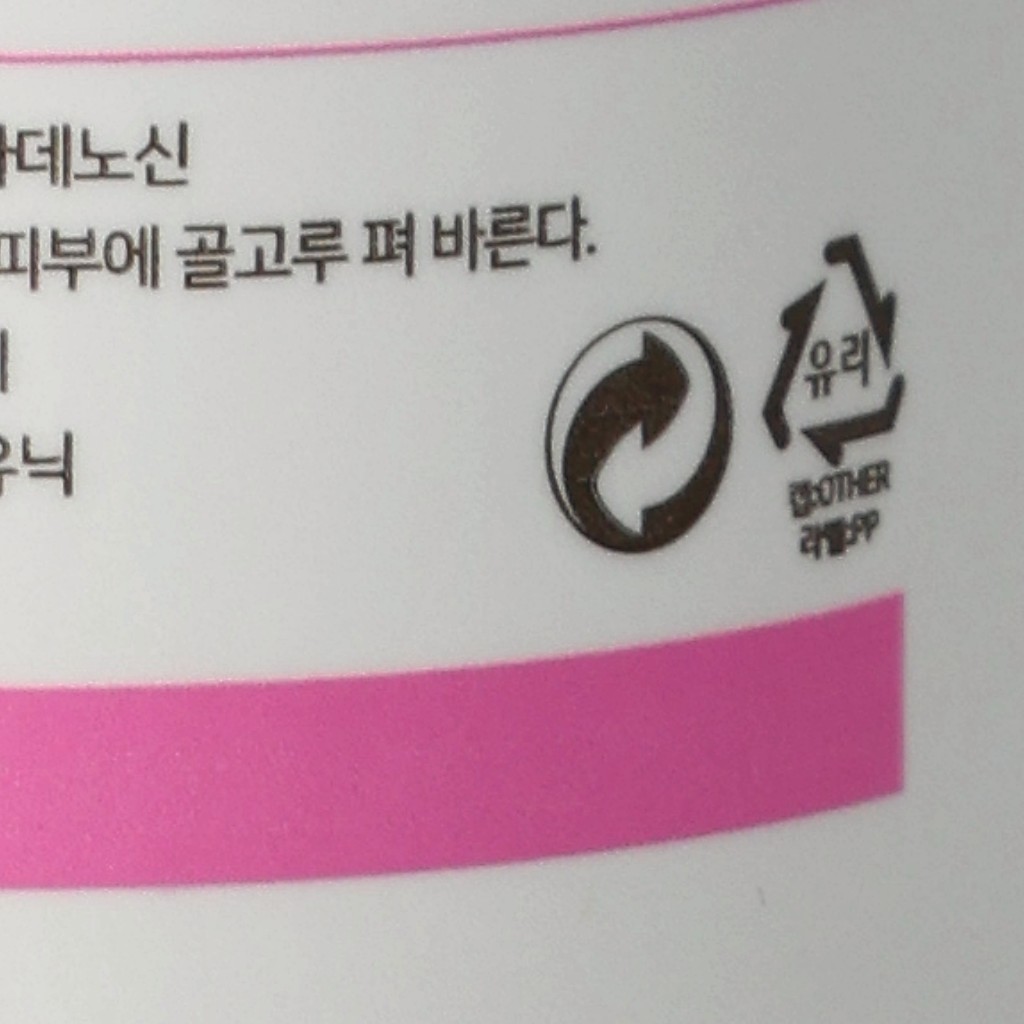 데노신
피부에 골고루 펴 바른다.
우닉
유리
캡:OTHER
라벨:PP